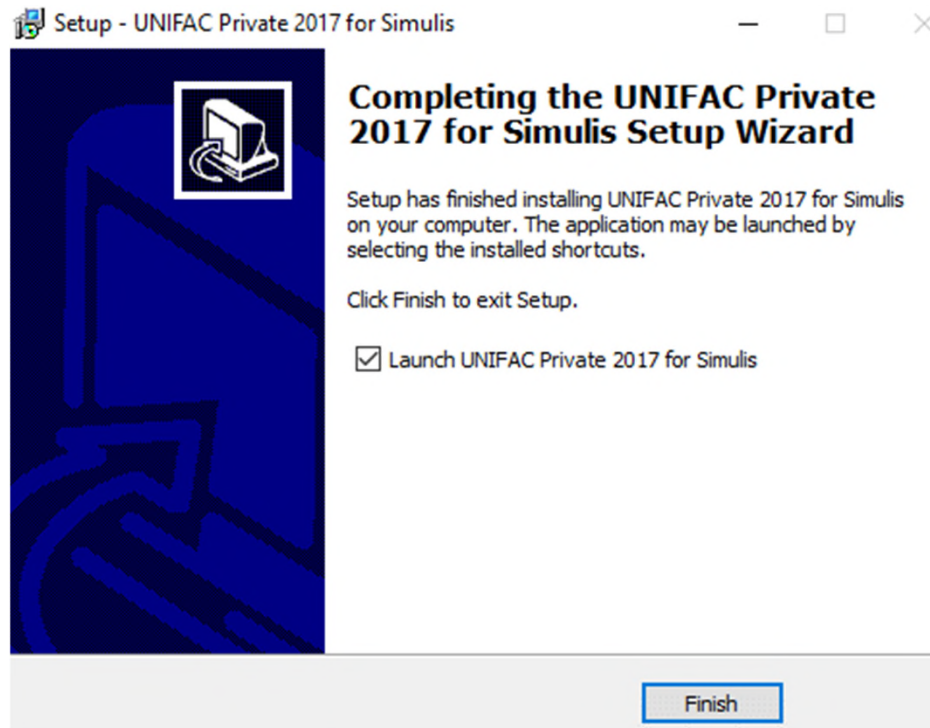 Setup - UNIFAC Private 2017 for Simulis
Completing the UNIFAC Private
2017 for Simulis Setup Wizard
Setup has finished installing UNIFAC Private 2017 for Simulis
on your computer. The application may be launched by
selecting the installed shortcuts.
Click Finish to exit Setup.
Launch UNIFAC Private 2017 for Simulis
Finish